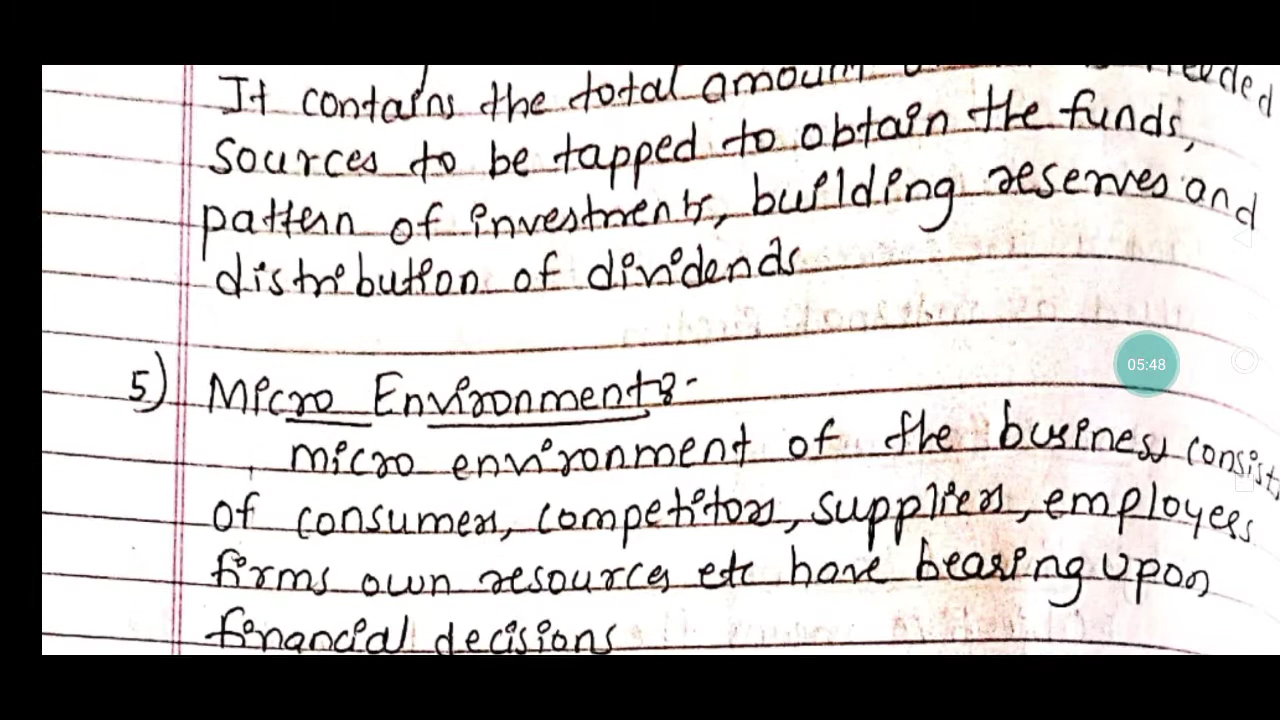 It contains the total amount
sources to be tapped to obtain the funds,
pattern of investments, building reserves and
distribution of dividends
05:48
5) Micro Environment:-
micro environment of the business consist
of consumers, competitors, suppliers, employees
firms own resources etc have bearing upon
financial decisions